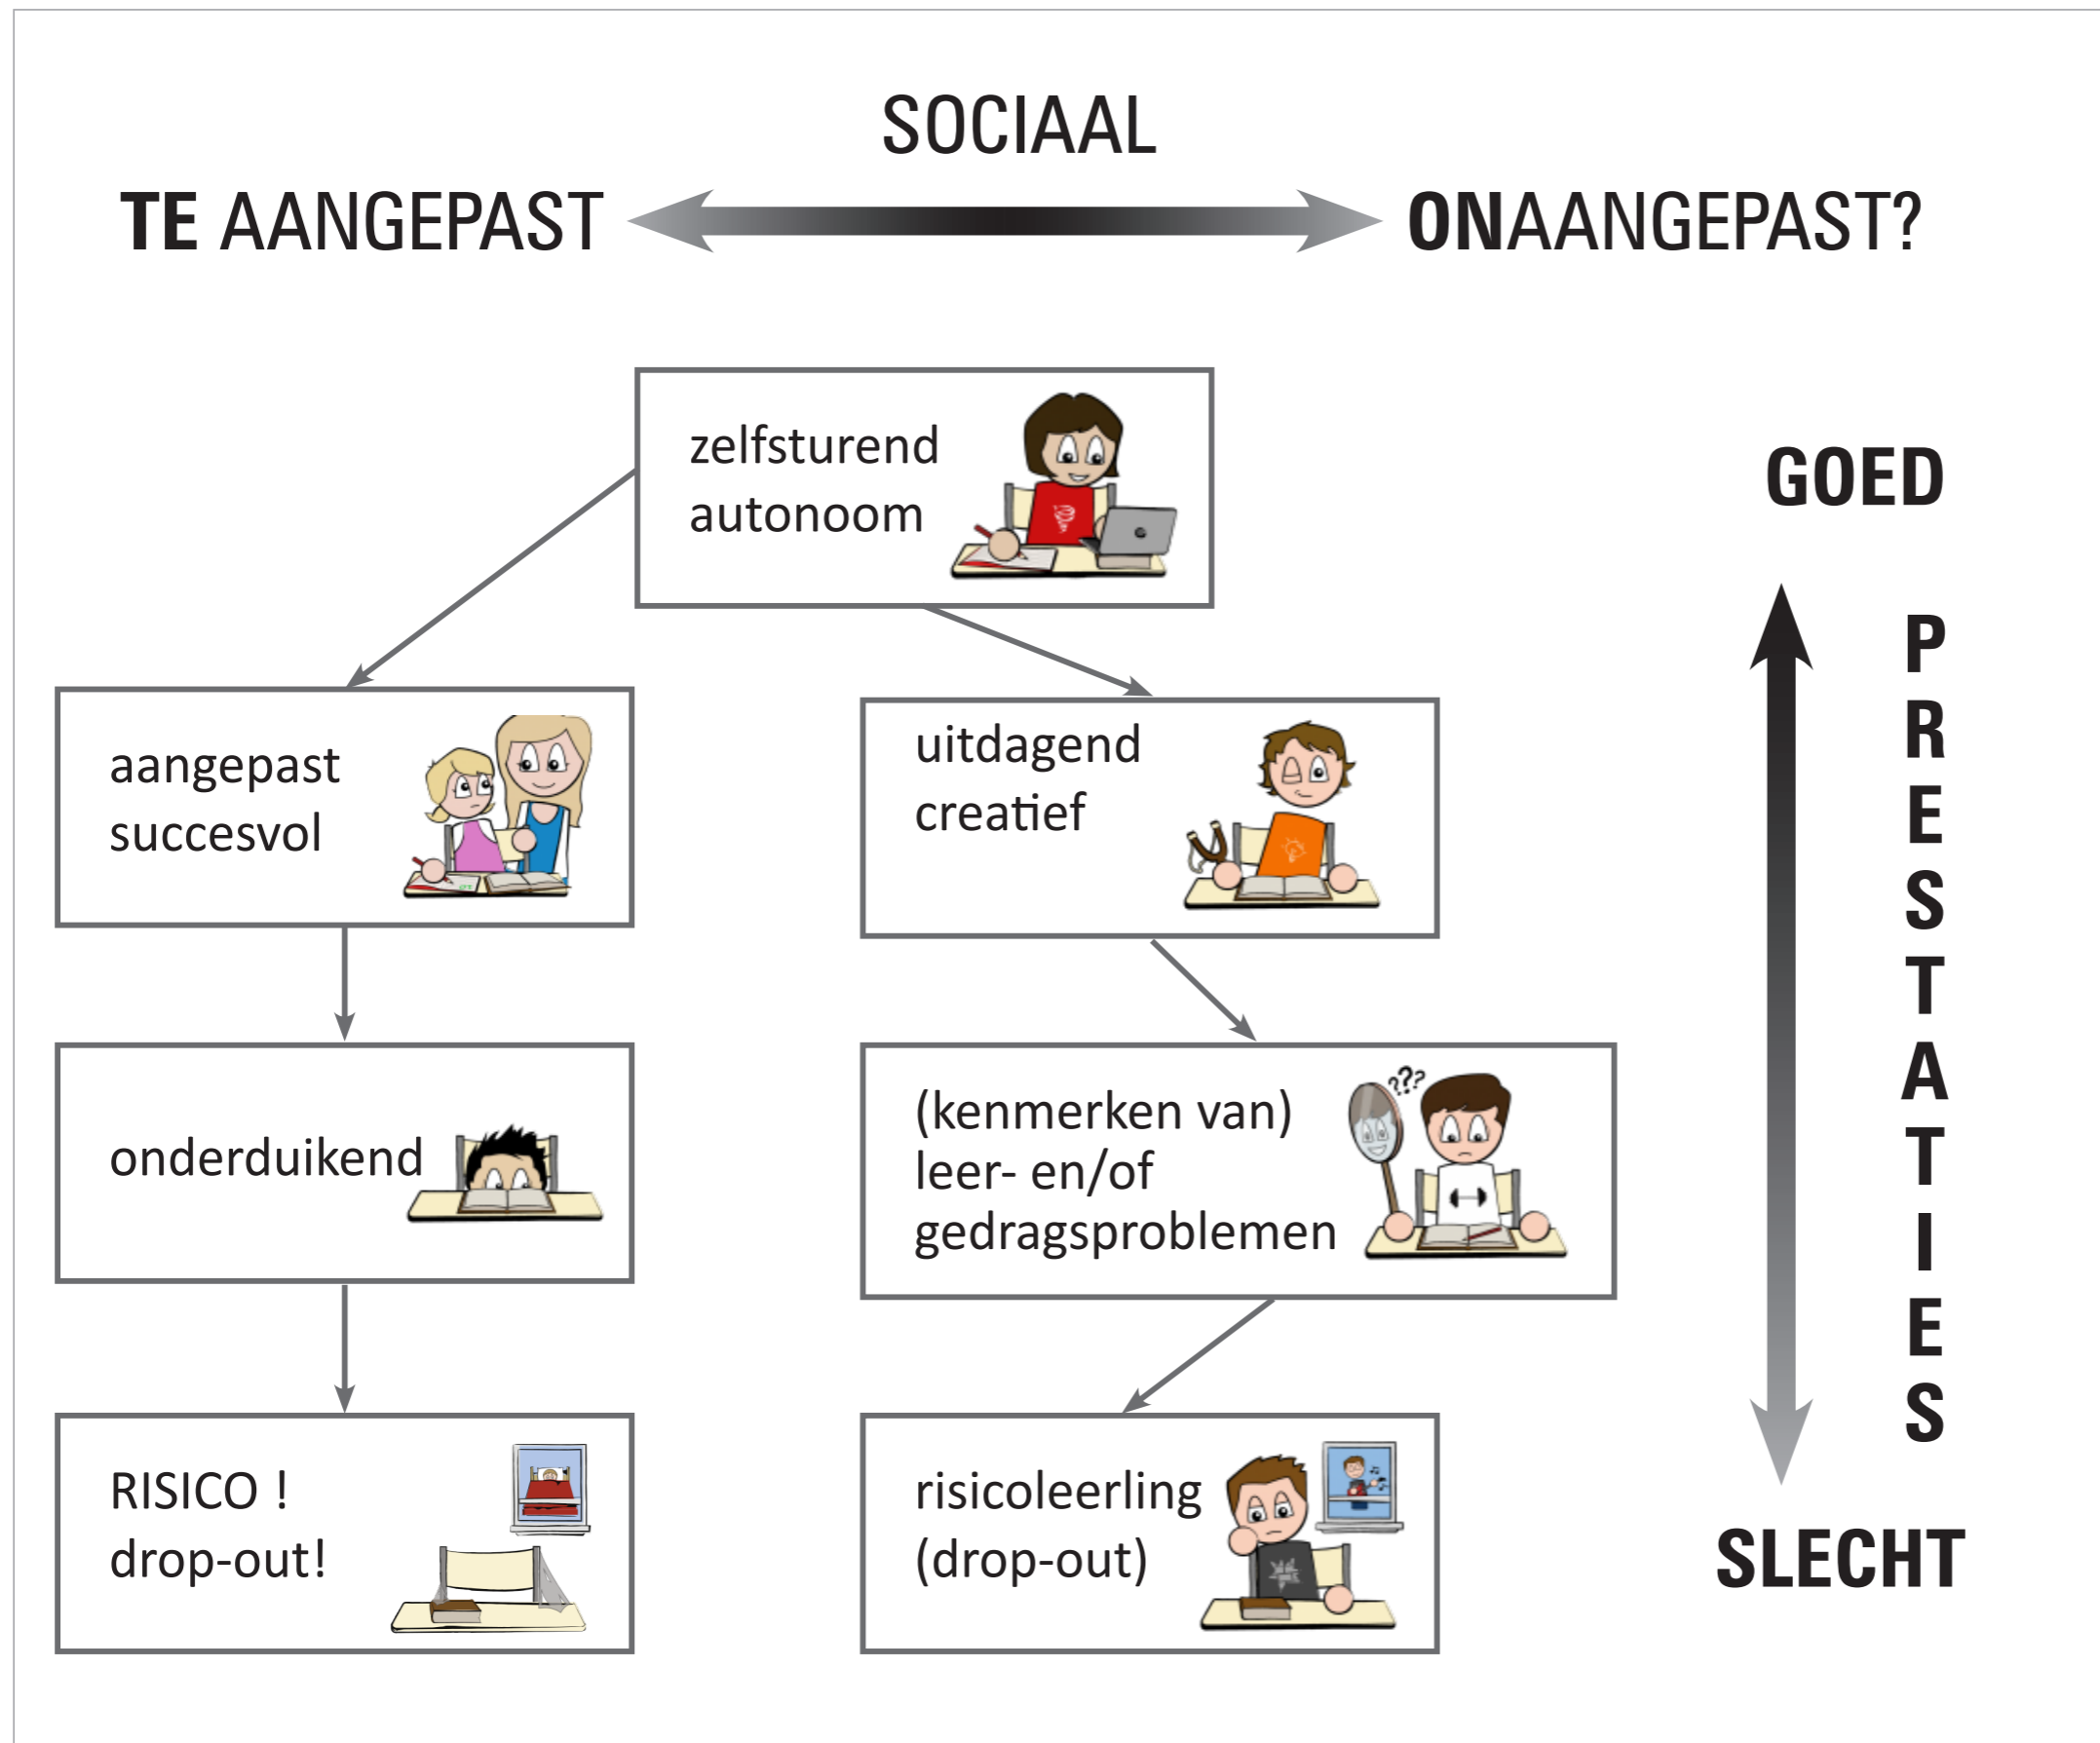 SOCIAAL
TE AANGEPAST
ONAANGEPAST?
zelfsturend
autonoom
GOED
PRESTATIES
aangepast
succesvol
uitdagend
creatief
onderduikend
(kenmerken van)
leer- en/of
gedragsproblemen
???
RISICO !
drop-out!
risicoleerling
(drop-out)
SLECHT